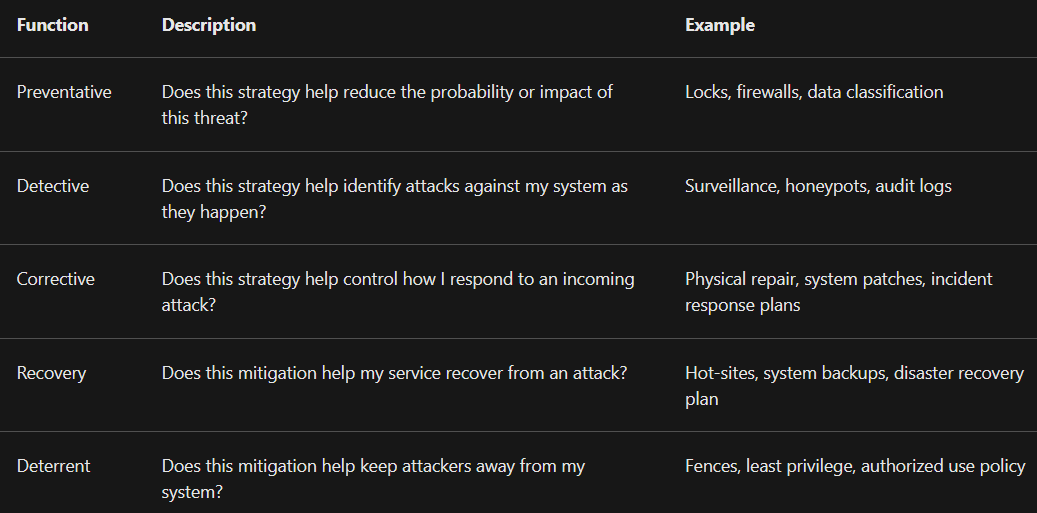 Function Description Example
Preventative Does this strategy help reduce the probability or impact of Locks, firewalls, data classification
this threat?
Detective Does this strategy help identify attacks against my system as Surveillance, honeypots, audit logs
they happen?
Corrective Does this strategy help control how I respond to an incoming Physical repair, system patches, incident
attack? response plans
Recovery Does this mitigation help my service recover from an attack? Hot-sites, system backups, disaster recovery
plan
Deterrent Does this mitigation help keep attackers away from my Fences, least privilege, authorized use policy
system?